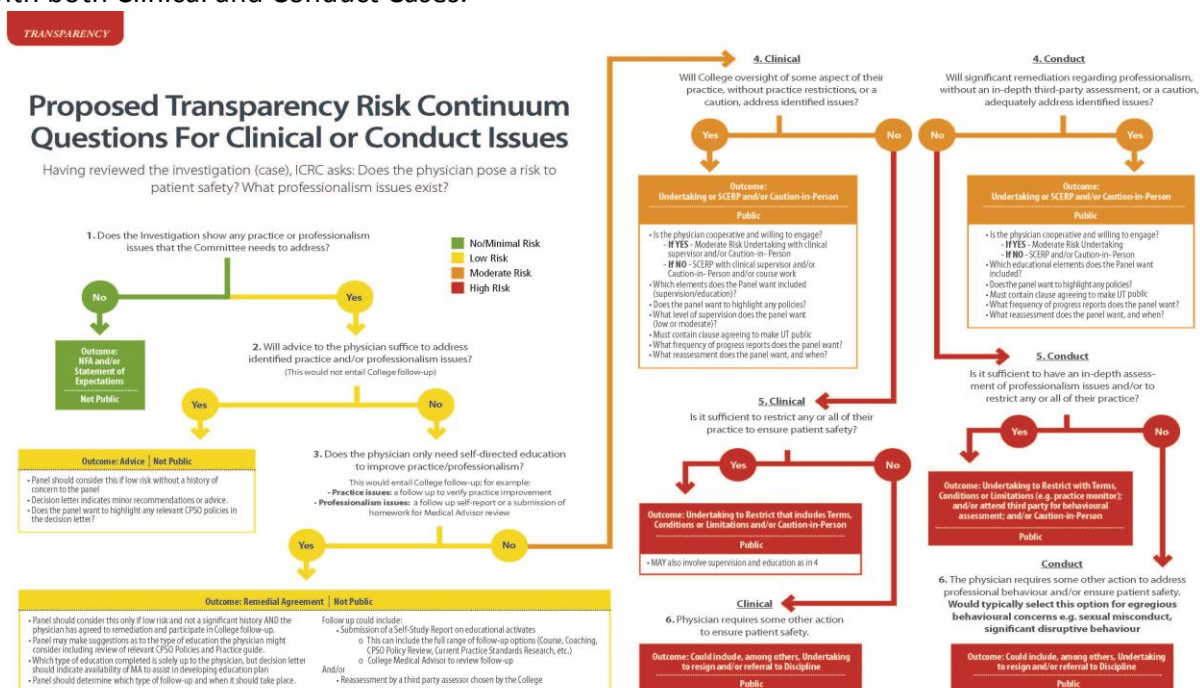 with both Clinical and Conduct Cases.
TRANSPARENCY
Proposed Transparency Risk Continuum
Questions For Clinical or Conduct Issues
Having reviewed the investigation (case), ICRC asks: Does the physician pose a risk to
patient safety? What professionalism issues exist?
1. Does the Investigation show any practice or professionalism
issues that the Committee needs to address?
No/Minimal Risk
Low Risk
Moderate Risk
High RIsk
No
Yes
Outcome:
NFA and/or
Statement of
Expectations
Not Public
2. Will advice to the physician suffice to address
identified practice and/or professionalism issues?
(This would not entail College follow-up)
Yes
No
Outcome: Advice | Not Public
• Panel should consider this if low risk without a history of
concern to the panel
• Decision letter indicates minor recommendations or advice.
• Does the panel want to highlight any relevant CPSO policies in
the decision letter?
3. Does the physician only need self-directed education
to improve practice/professionalism?
This would entail College follow-up; for example:
- Practice issues: a follow up to verify practice improvement
- Professionalism issues: a follow up self-report or a submission of
homework for Medical Advisor review
Yes
No
Outcome: Remedial Agreement | Not Public
• Panel should consider this only if low risk and not a significant history AND the
physician has agreed to remediation and participate in College follow-up.
• Panel may make suggestions as to the type of education the physician might
consider including review of relevant CPSO Policies and Practice guide.
• Which type of education completed is solely up to the physician, but decision letter
should indicate availability of MA to assist in developing education plan
• Panel should determine which type of follow-up and when it should take place.
Follow up could include:
• Submission of a Self-Study Report on educational activates
o This can include the full range of follow-up options (Course, Coaching,
CPSO Policy Review, Current Practice Standards Research, etc.)
o College Medical Advisor to review follow-up
And/or
• Reassessment by a third party assessor chosen by the College
4. Clinical
Will College oversight of some aspect of their
practice, without practice restrictions, or a
caution, address identified issues?
Yes
No
Outcome:
Undertaking or SCERP and/or Caution-in-Person
Public
• Is the physician cooperative and willing to engage?
- If YES - Moderate Risk Undertaking with clinical
supervisor and/or Caution-in- Person
- If NO - SCERP with clinical supervisor and/or
Caution-in- Person and/or course work
• Which elements does the Panel want included
(supervision/education)?
• Does the panel want to highlight any policies?
• What level of supervision does the panel want
(low or moderate)?
• Must contain clause agreeing to make UT public
• What frequency of progress reports does the panel want?
• What reassessment does the panel want, and when?
5. Clinical
Is it sufficient to restrict any or all of their
practice to ensure patient safety?
Yes
No
Outcome: Undertaking to Restrict that includes Terms,
Conditions or Limitations and/or Caution-in-Person
Public
• MAY also involve supervision and education as in 4
Clinical
6. Physician requires some other action
to ensure patient safety.
Outcome: Could include, among others, Undertaking
to resign and/or referral to Discipline
Public
4. Conduct
Will significant remediation regarding professionalism,
without an in-depth third-party assessment, or a caution,
adequately address identified issues?
No
Yes
Outcome:
Undertaking or SCERP and/or Caution-in-Person
Public
• Is the physician cooperative and willing to engage?
- If YES - Moderate Risk Undertaking
- If NO - SCERP and/or Caution-in-Person
• Which educational elements does the Panel want
included?
• Does the panel want to highlight any policies?
• Must contain clause agreeing to make UT public
• What frequency of progress reports does the panel want?
• What reassessment does the panel want, and when?
5. Conduct
Is it sufficient to have an in-depth assess-
ment of professionalism issues and/or to
restrict any or all of their practice?
Yes
No
Outcome: Undertaking to Restrict with Terms,
Conditions or Limitations (e.g. practice monitor);
and/or attend third party for behavioural
assessment; and/or Caution-in-Person
Public
Conduct
6. The physician requires some other action to address
professional behaviour and/or ensure patient safety.
Would typically select this option for egregious
behavioural concerns e.g. sexual misconduct,
significant disruptive behaviour
Outcome: Could include, among others, Undertaking
to resign and/or referral to Discipline
Public